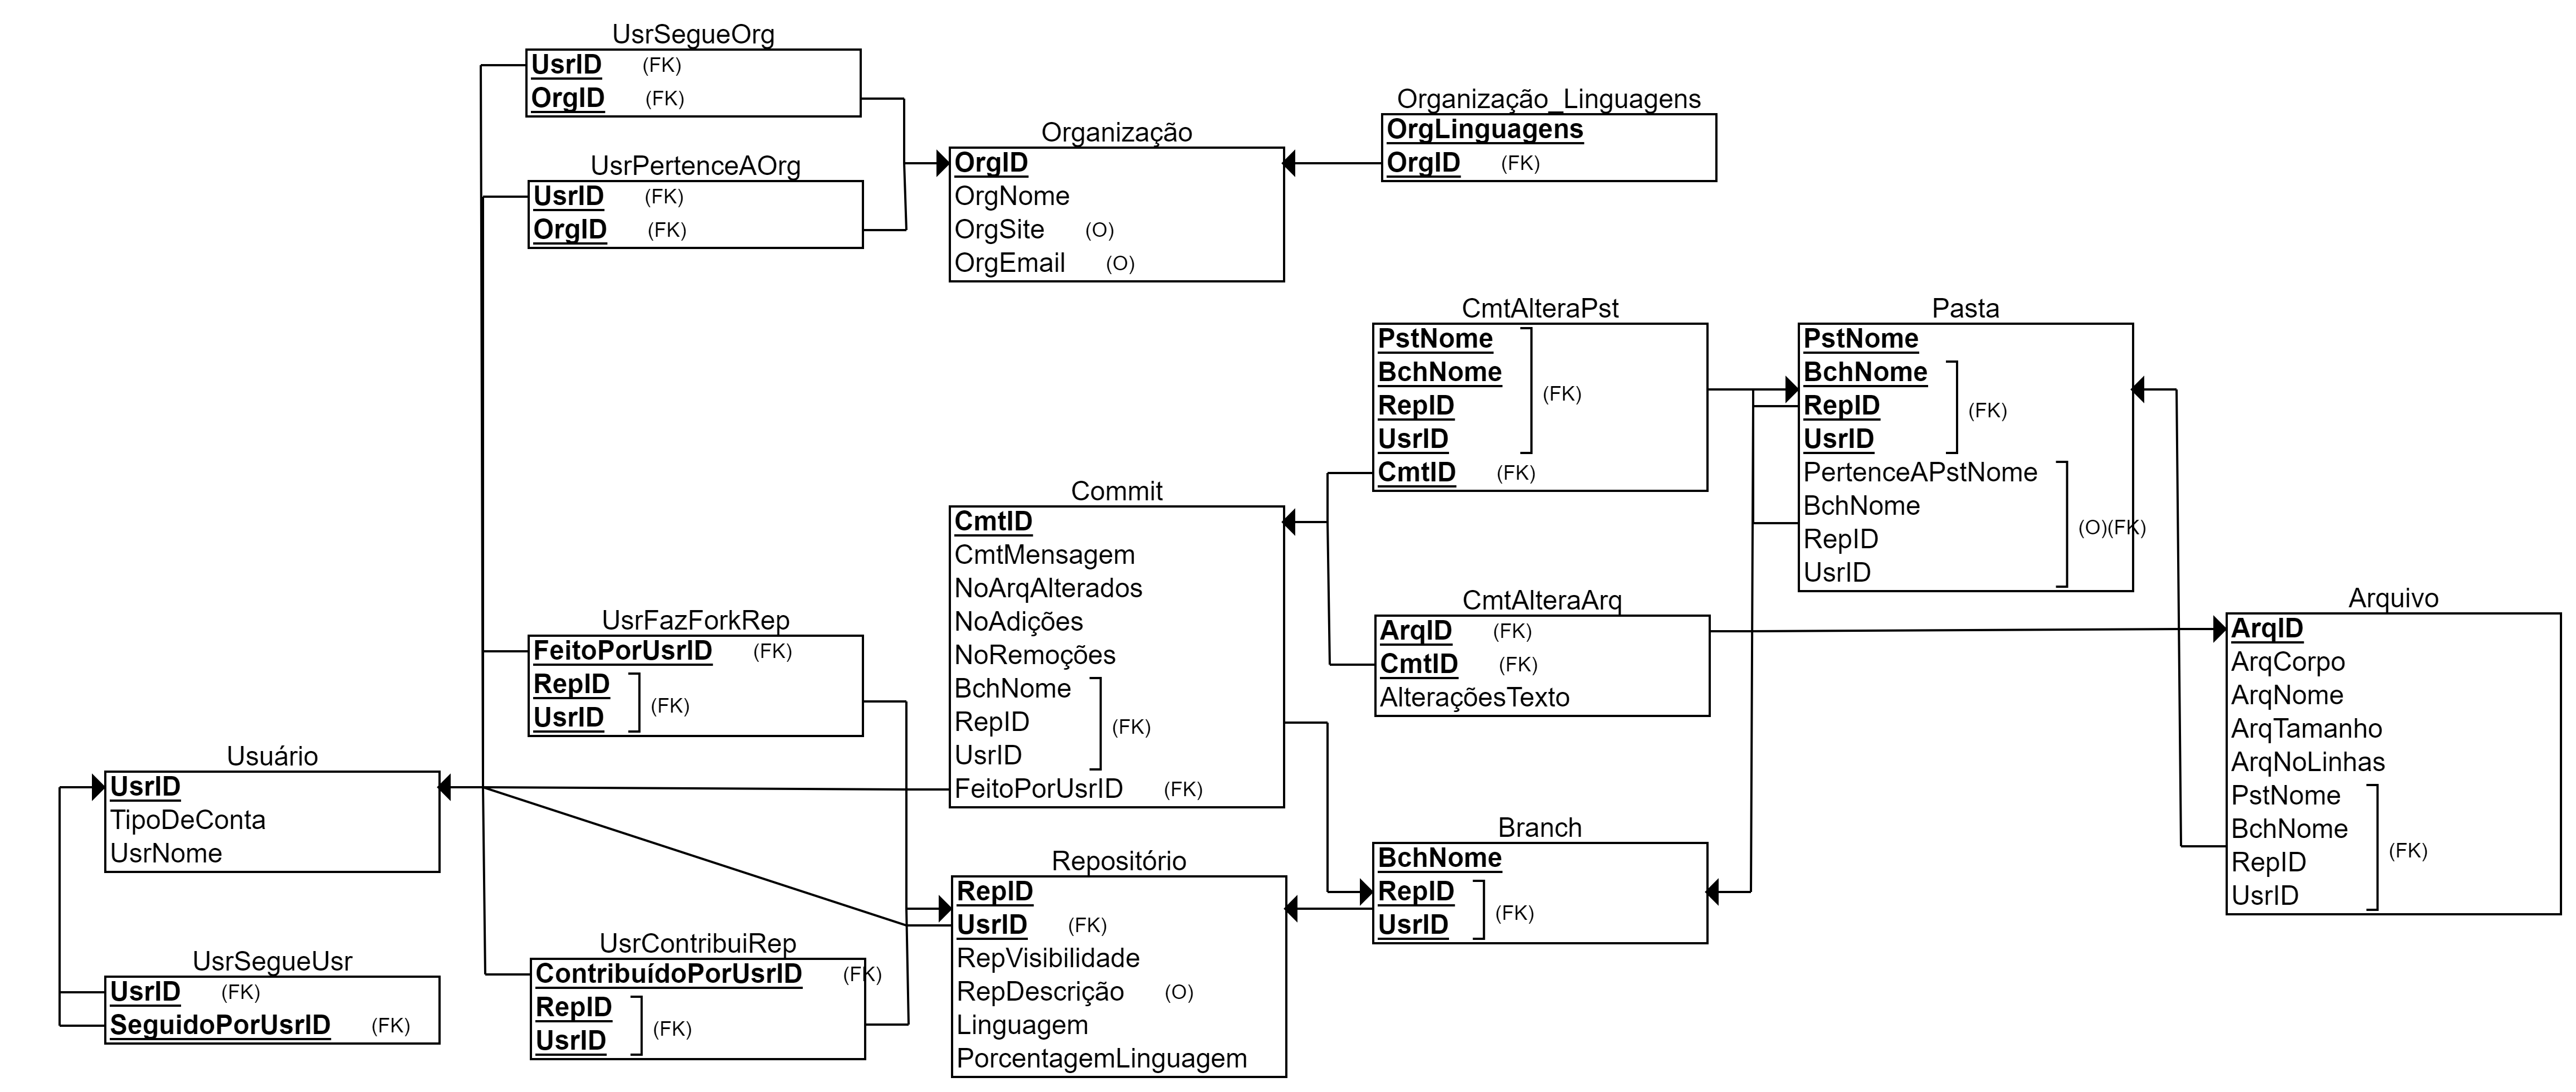 UsrSegueOrg
UsrID (FK)
OrgID (FK)
UsrPertenceAOrg
UsrID (FK)
OrgID (FK)
Organização
OrgID
OrgNome
OrgSite (O)
OrgEmail (O)
Organização_Linguagens
OrgLinguagens
OrgID (FK)
CmtAlteraPst
PstNome
BchNome
(FK)
RepID
UsrID
CmtID (FK)
Pasta
PstNome
BchNome
RepID (FK)
UsrID
PertenceAPstNome
BchNome
(O)(FK)
RepID
UsrID
Commit
CmtID
CmtMensagem
NoArqAlterados
NoAdições
NoRemoções
BchNome
RepID (FK)
UsrID
FeitoPorUsrID (FK)
CmtAlteraArq
ArqID (FK)
CmtID (FK)
AlteraçõesTexto
Arquivo
ArqID
ArqCorpo
ArqNome
ArqTamanho
ArqNoLinhas
PstNome
BchNome
(FK)
RepID
UsrID
UsrFazForkRep
FeitoPorUsrID (FK)
RepID
(FK)
UsrID
Usuário
UsrID
TipoDeConta
UsrNome
UsrSegueUsr
UsrID (FK)
SeguidoPorUsrID (FK)
UsrContribuiRep
ContribuídoPorUsrID (FK)
RepID
(FK)
UsrID
Repositório
RepID
UsrID (FK)
RepVisibilidade
RepDescrição (O)
Linguagem
PorcentagemLinguagem
Branch
BchNome
RepID
(FK)
UsrID